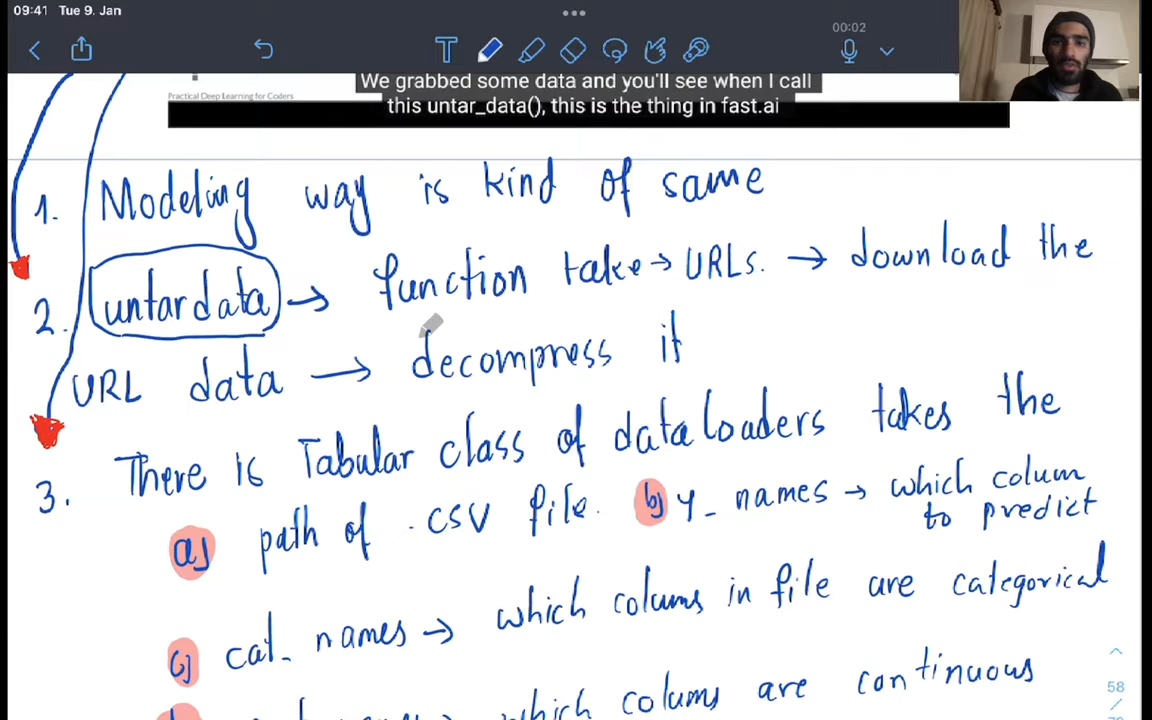 09:41 Tue 9. Jan
00:02
T
We grabbed some data and you'll see when I call
this untar_data(), this is the thing in fast.ai
Practical Deep Learning for Coders
1. Modeling way is kind of same
2. untar data → function take → URLs. → download the
URL data → decompress it
3. There is Tabular class of dataloaders takes the
a) path of .csv file. b) y_names → which column
to predict
c) cat_names → which colums in file are categorical
which colums are continuous
58